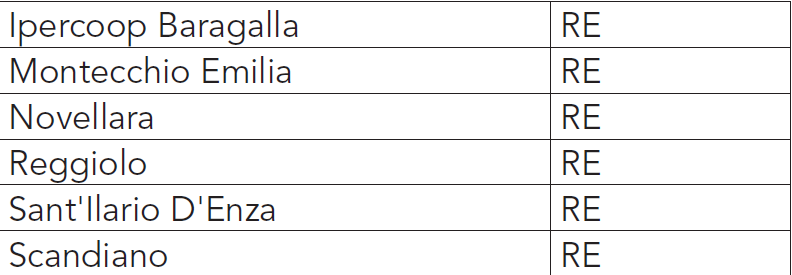 Ipercoop Baragalla RE
Montecchio Emilia RE
Novellara RE
Reggiolo RE
Sant'Ilario D'Enza RE
Scandiano RE